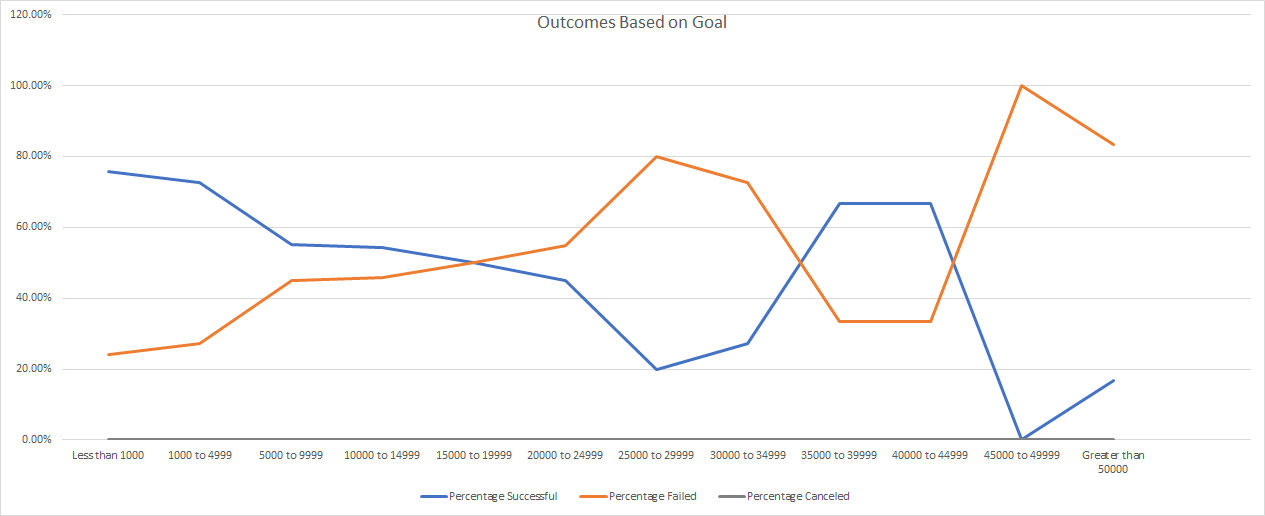 Outcomes Based on Goal
120.00%
100.00%
80.00%
60.00%
40.00%
20.00%
0.00%
Less than 1000 1000 to 4999 5000 to 9999 10000 to 14999 15000 to 19999 20000 to 24999 25000 to 29999 30000 to 34999 35000 to 39999 40000 to 44999 45000 to 49999 Greater than
50000
Percentage Successful Percentage Failed Percentage Canceled